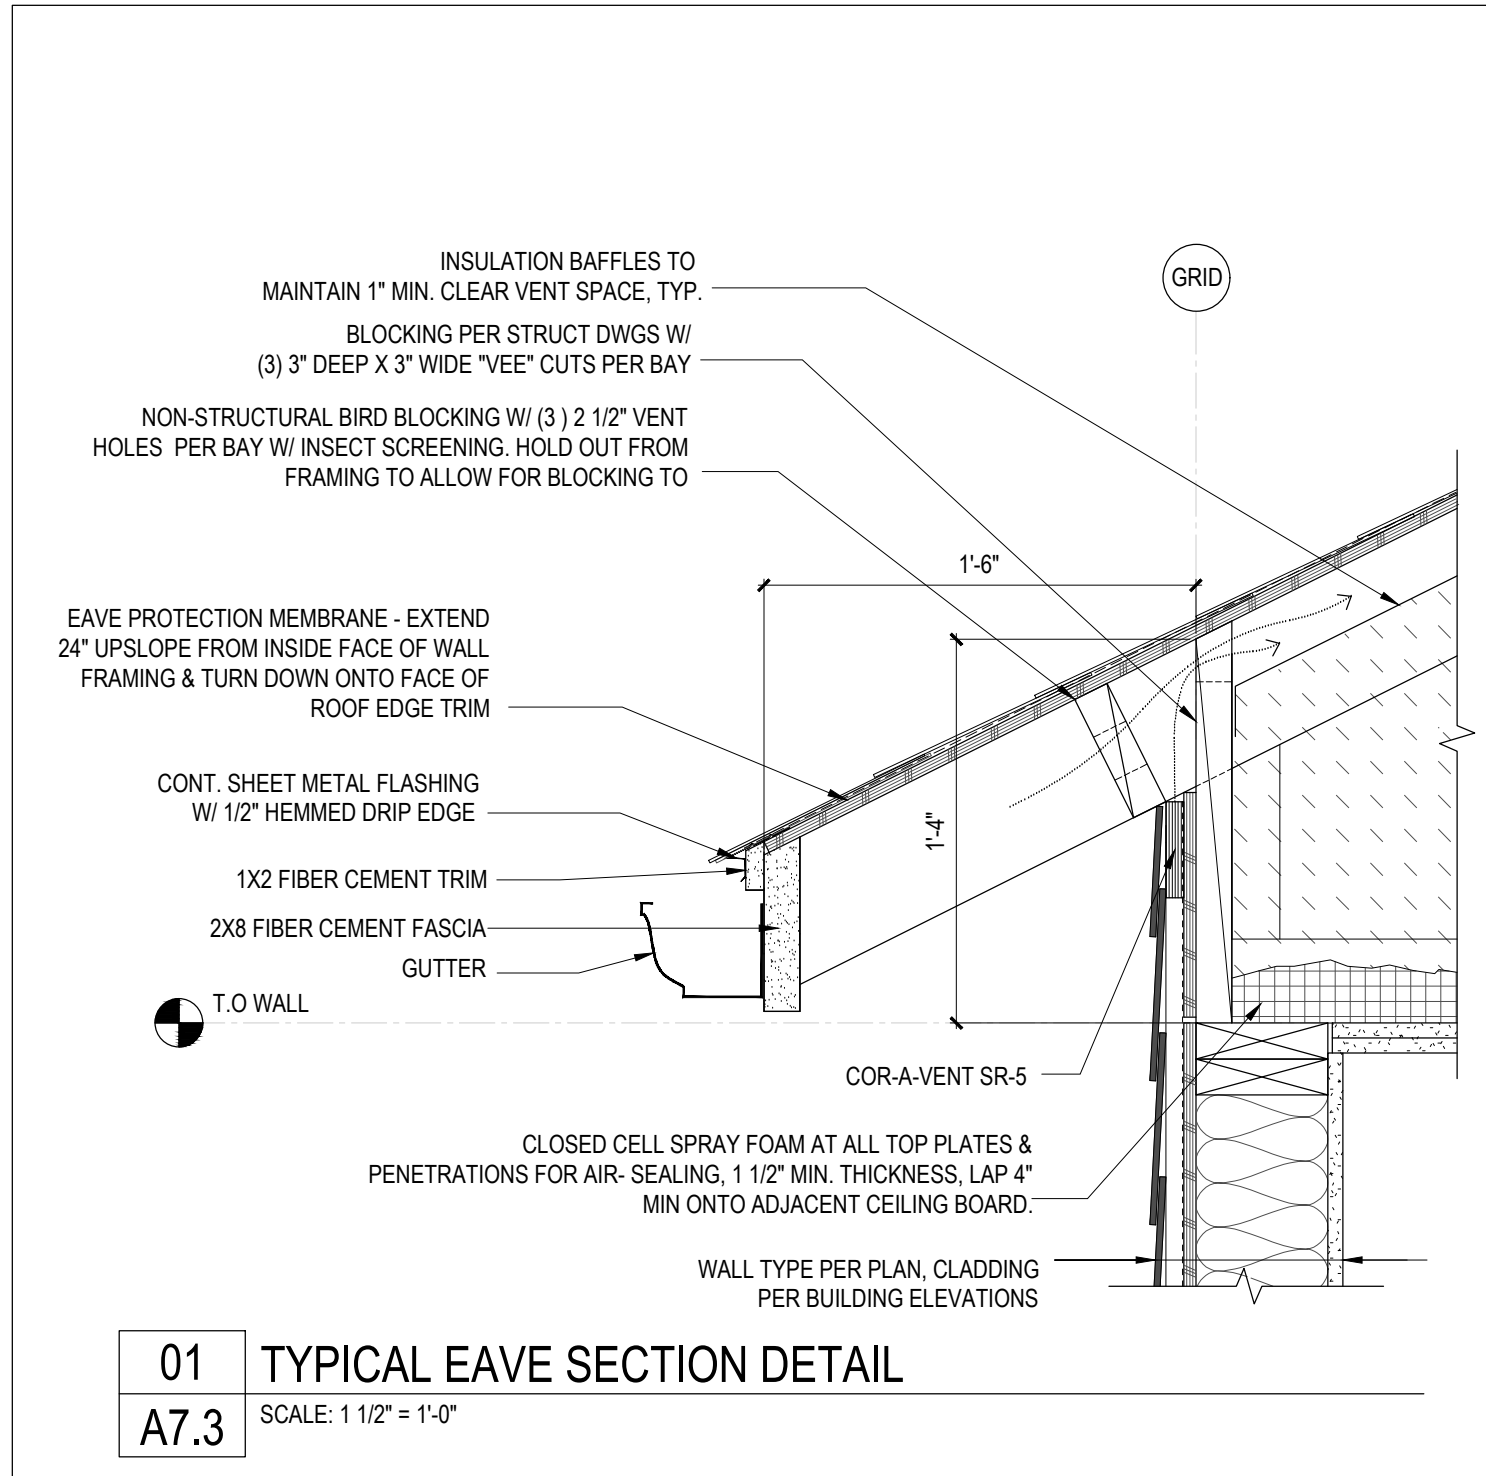 INSULATION BAFFLES TO
MAINTAIN 1" MIN. CLEAR VENT SPACE, TYP.
GRID
BLOCKING PER STRUCT DWGS W/
(3) 3" DEEP X 3" WIDE "VEE" CUTS PER BAY
NON-STRUCTURAL BIRD BLOCKING W/ (3 ) 2 1/2" VENT
HOLES PER BAY W/ INSECT SCREENING. HOLD OUT FROM
FRAMING TO ALLOW FOR BLOCKING TO
1'-6"
EAVE PROTECTION MEMBRANE - EXTEND
24" UPSLOPE FROM INSIDE FACE OF WALL
FRAMING & TURN DOWN ONTO FACE OF
ROOF EDGE TRIM
CONT. SHEET METAL FLASHING
W/ 1/2" HEMMED DRIP EDGE
1'-4"
1X2 FIBER CEMENT TRIM
2X8 FIBER CEMENT FASCIA
GUTTER
T.O WALL
COR-A-VENT SR-5
CLOSED CELL SPRAY FOAM AT ALL TOP PLATES &
PENETRATIONS FOR AIR- SEALING, 1 1/2" MIN. THICKNESS, LAP 4"
MIN ONTO ADJACENT CEILING BOARD.
WALL TYPE PER PLAN, CLADDING
PER BUILDING ELEVATIONS
01
TYPICAL EAVE SECTION DETAIL
A7.3
SCALE: 1 1/2" = 1'-0"